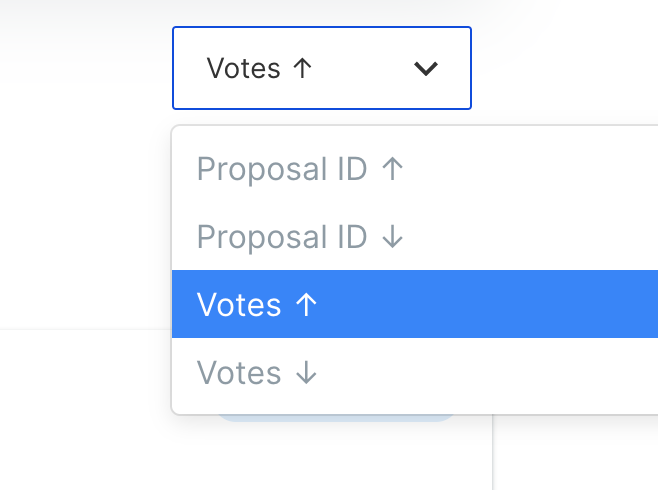 Votes ↑
Proposal ID ↑
Proposal ID ↓
Votes ↑
Votes ↓